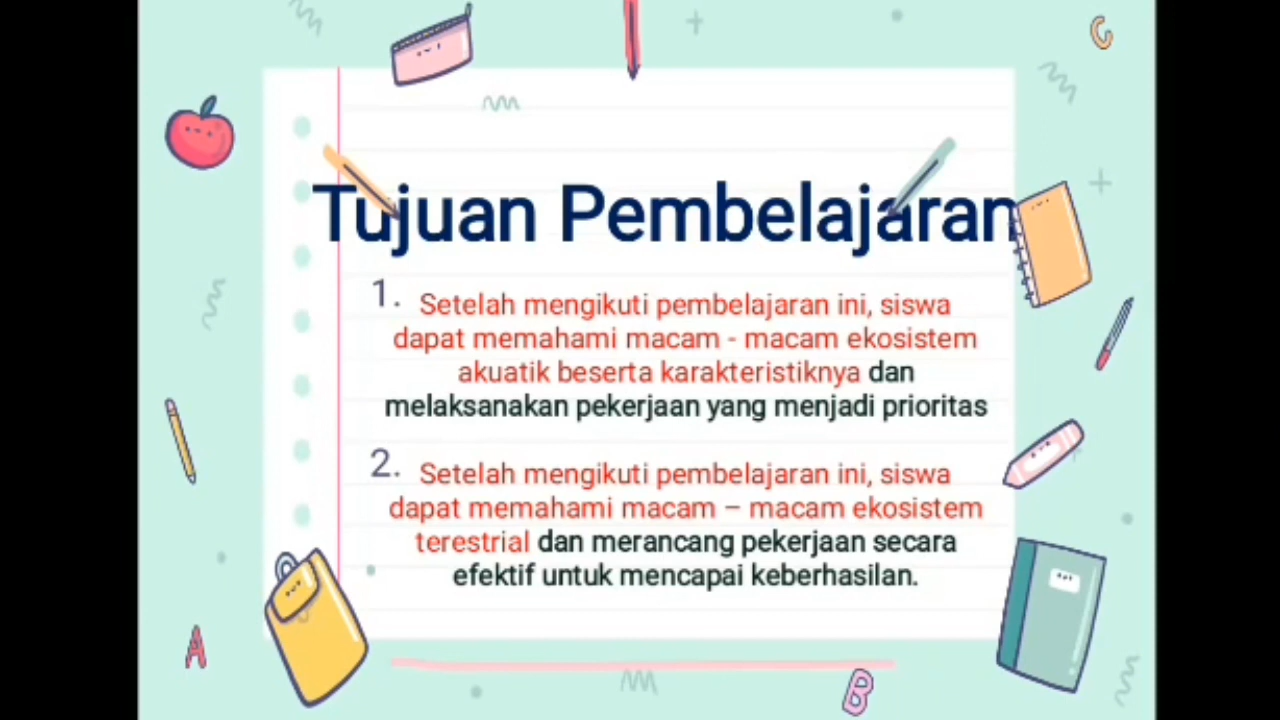 Tujuan Pembelajaran
1. Setelah mengikuti pembelajaran ini, siswa
dapat memahami macam - macam ekosistem
akuatik beserta karakteristiknya dan
melaksanakan pekerjaan yang menjadi prioritas
2. Setelah mengikuti pembelajaran ini, siswa
dapat memahami macam – macam ekosistem
terestrial dan merancang pekerjaan secara
efektif untuk mencapai keberhasilan.
C
A
B